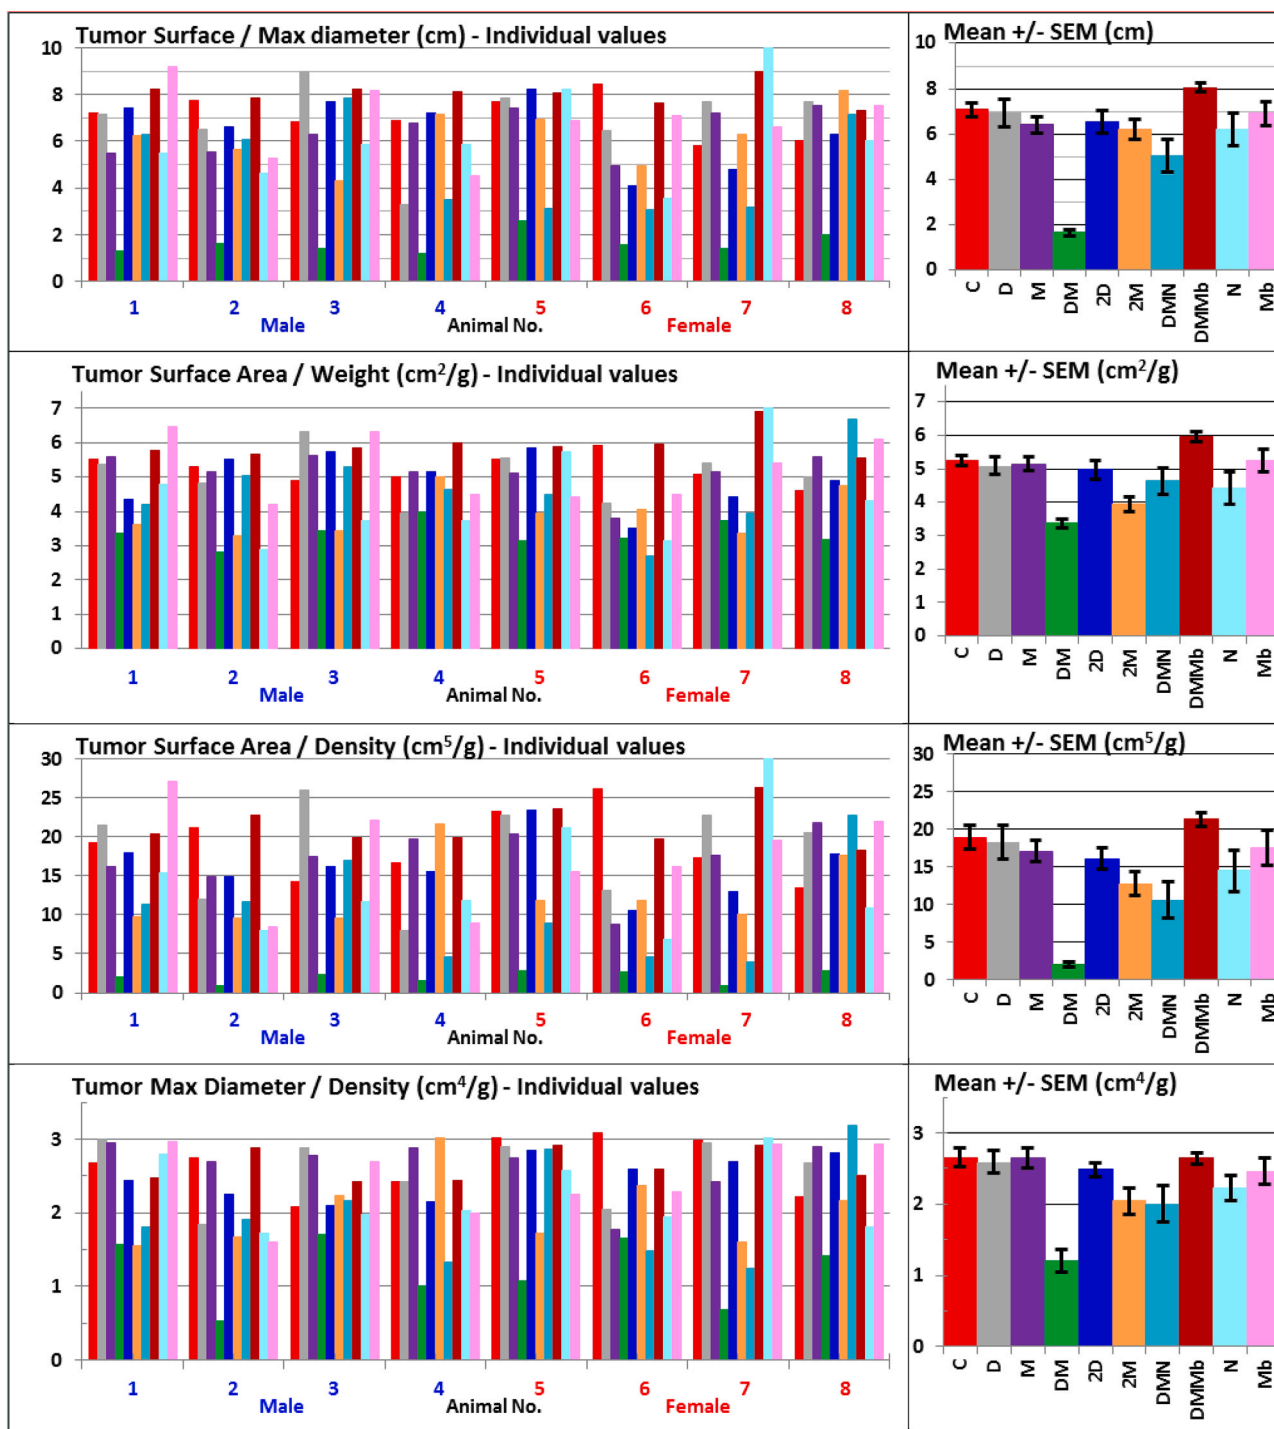 Tumor Surface / Max diameter (cm) - Individual values
10
8
6
4
2
0
1 2 3 4 5 6 7 8
Male Animal No. Female
Mean +/- SEM (cm)
10
8
6
4
2
0
C D M DM 2D 2M DMN DMMb N Mb
Tumor Surface Area / Weight (cm²/g) - Individual values
7
6
5
4
3
2
1
0
1 2 3 4 5 6 7 8
Male Animal No. Female
Mean +/- SEM (cm²/g)
7
6
5
4
3
2
1
0
C D M DM 2D 2M DMN DMMb N Mb
Tumor Surface Area / Density (cm⁵/g) - Individual values
30
25
20
15
10
5
0
1 2 3 4 5 6 7 8
Male Animal No. Female
Mean +/- SEM (cm⁵/g)
30
25
20
15
10
5
0
C D M DM 2D 2M DMN DMMb N Mb
Tumor Max Diameter / Density (cm⁴/g) - Individual values
3
2
1
0
1 2 3 4 5 6 7 8
Male Animal No. Female
Mean +/- SEM (cm⁴/g)
3
2
1
0
C D M DM 2D 2M DMN DMMb N Mb